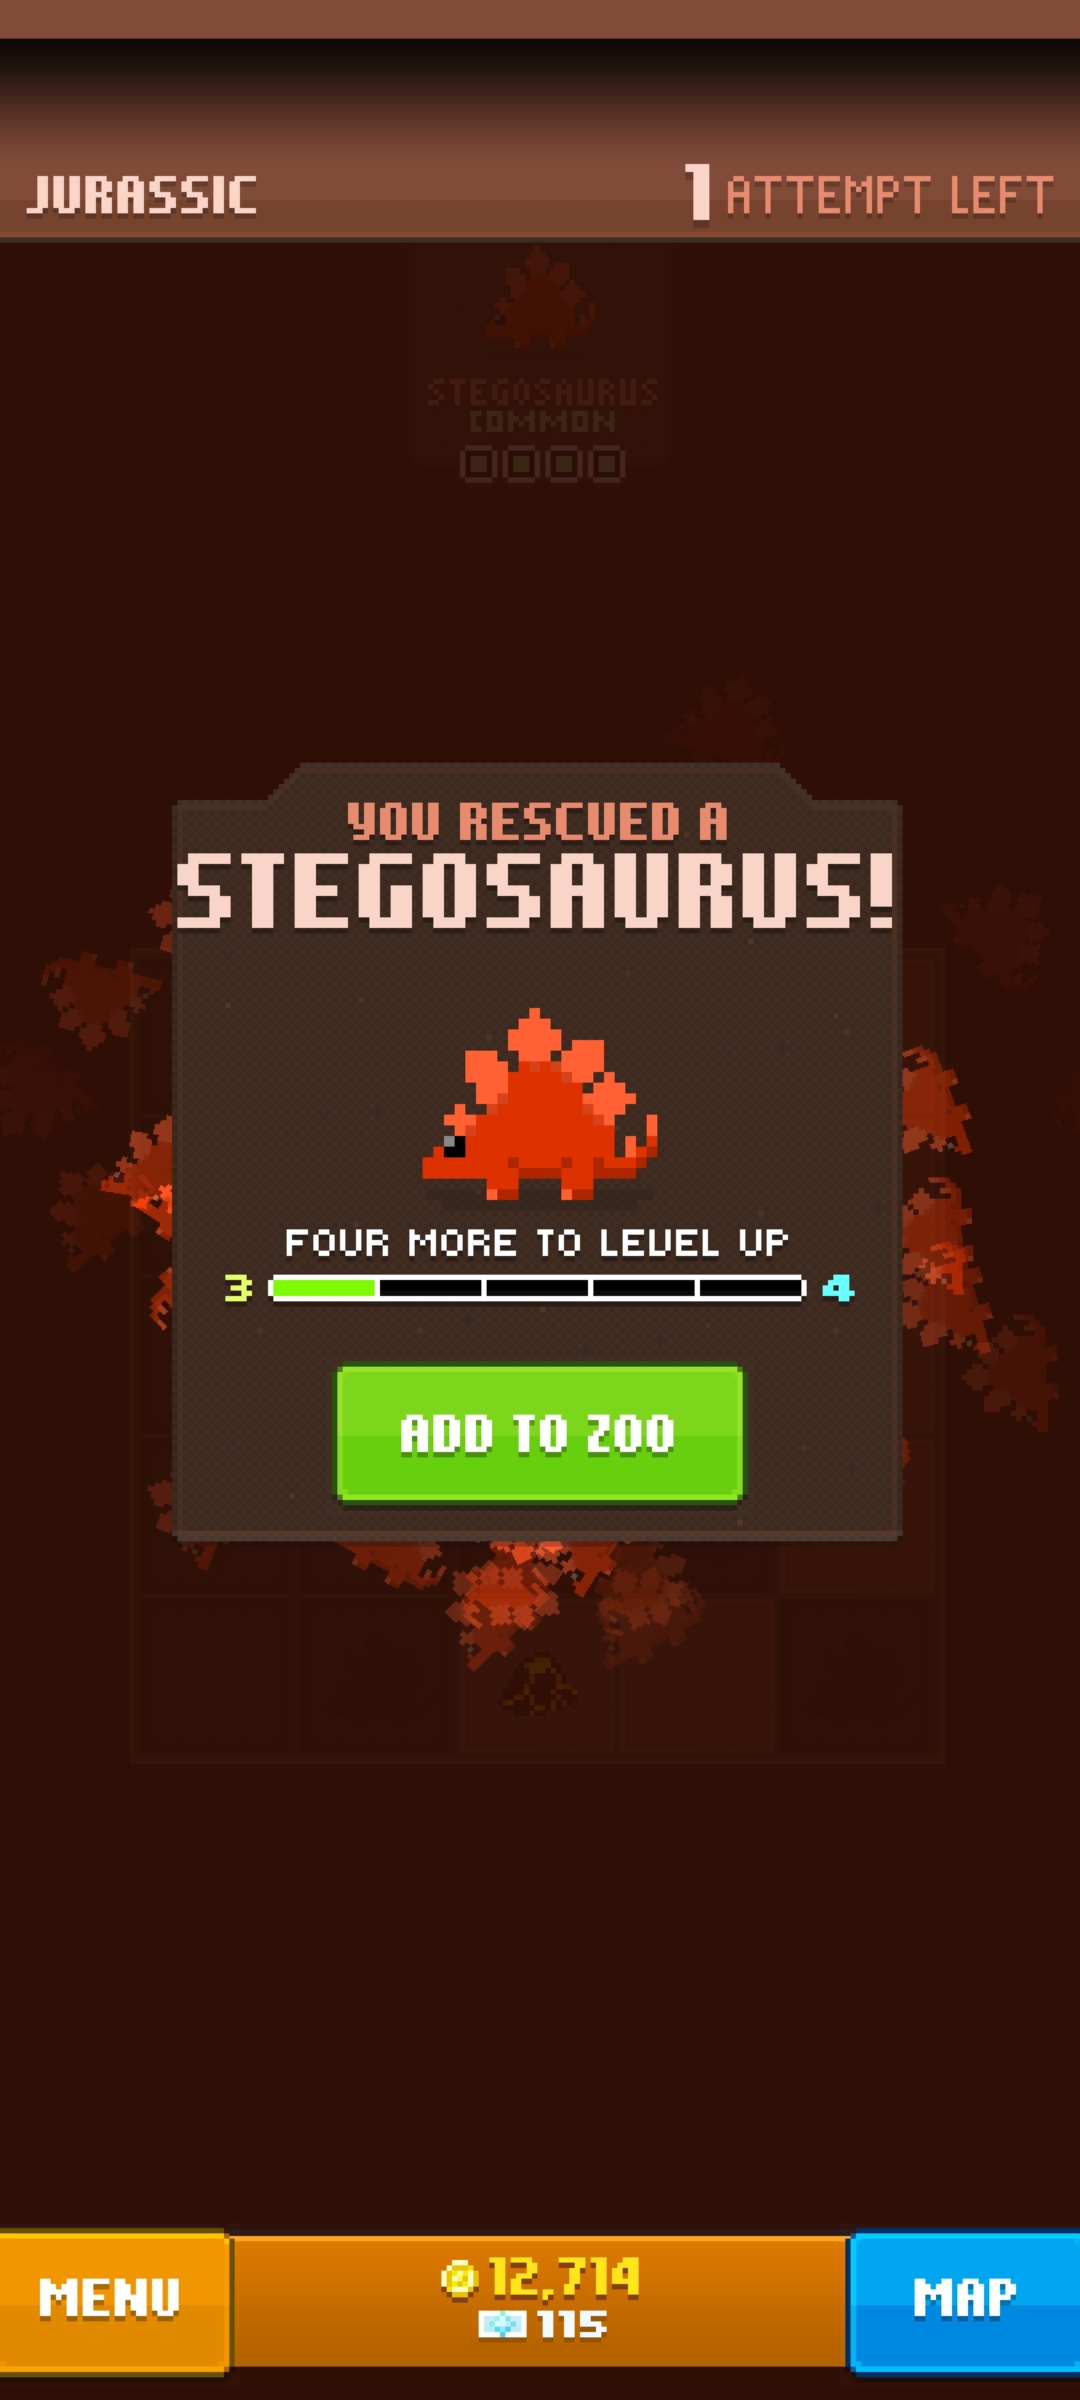 JURASSIC
1 ATTEMPT LEFT
STEGOSAURUS
COMMON
YOU RESCUED A
STEGOSAURUS!
FOUR MORE TO LEVEL UP
3 4
ADD TO ZOO
MENU
12,714
115
MAP